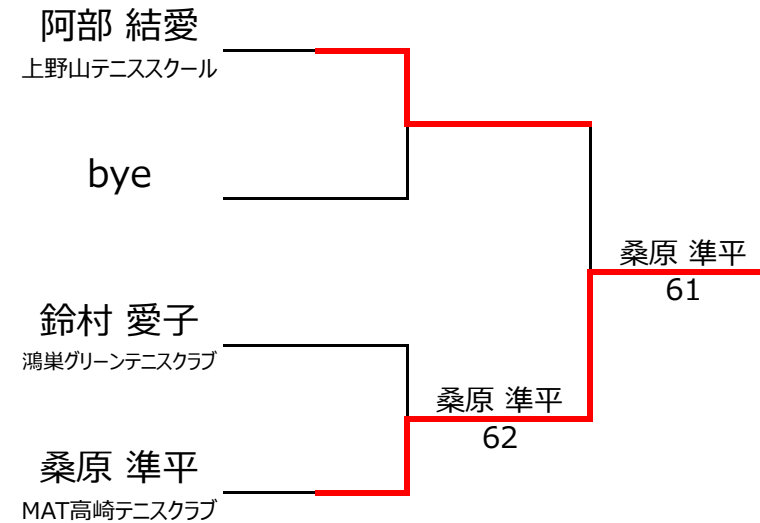 阿部 結愛
上野山テニススクール
bye
桑原 準平
61
鈴村 愛子
鴻巣グリーンテニスクラブ
桑原 準平
62
桑原 準平
MAT高崎テニスクラブ